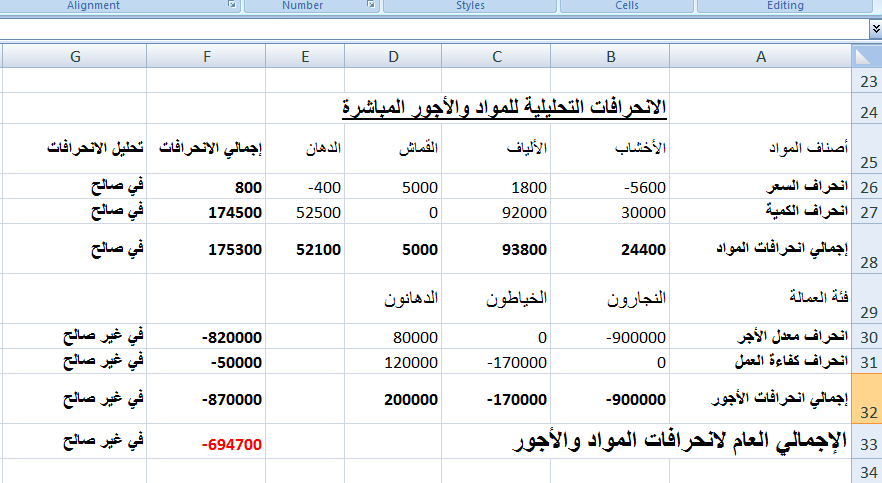 Alignment Number Styles Cells Editing
G F E D C B A
23
الانحرافات التحليلية للمواد والأجور المباشرة 24
أصناف المواد الأخشاب الألياف القماش الدهان إجمالي الانحرافات تحليل الانحرافات 25
انحراف السعر -5600 1800 5000 -400 800 في صالح 26
انحراف الكمية 30000 92000 0 52500 174500 في صالح 27
إجمالي انحرافات المواد 24400 93800 5000 52100 175300 في صالح 28
فئة العمالة النجارون الخياطون الدهانون 29
انحراف معدل الأجر -900000 0 80000 -820000 في غير صالح 30
انحراف كفاءة العمل 0 -170000 120000 -50000 في غير صالح 31
إجمالي انحرافات الأجور -900000 -170000 200000 -870000 في غير صالح 32
الإجمالي العام لانحرافات المواد والأجور -694700 في غير صالح 33
34